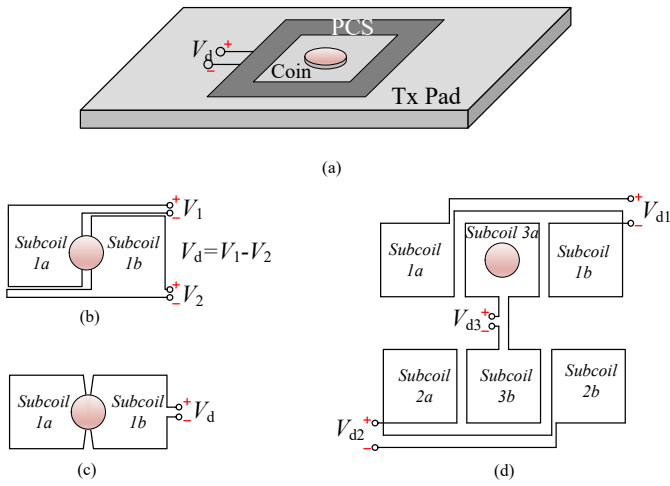 PCS
+
Vd
−
Coin
Tx Pad
(a)
Subcoil 1a
Subcoil 1b
+
−
V1
Vd=V1-V2
+
−
V2
(b)
Subcoil 1a
Subcoil 1b
+
−
Vd
(c)
+
−
Vd1
Subcoil 1a
Subcoil 3a
Subcoil 1b
Vd3
+
−
Subcoil 2a
Subcoil 3b
Subcoil 2b
Vd2
+
−
(d)